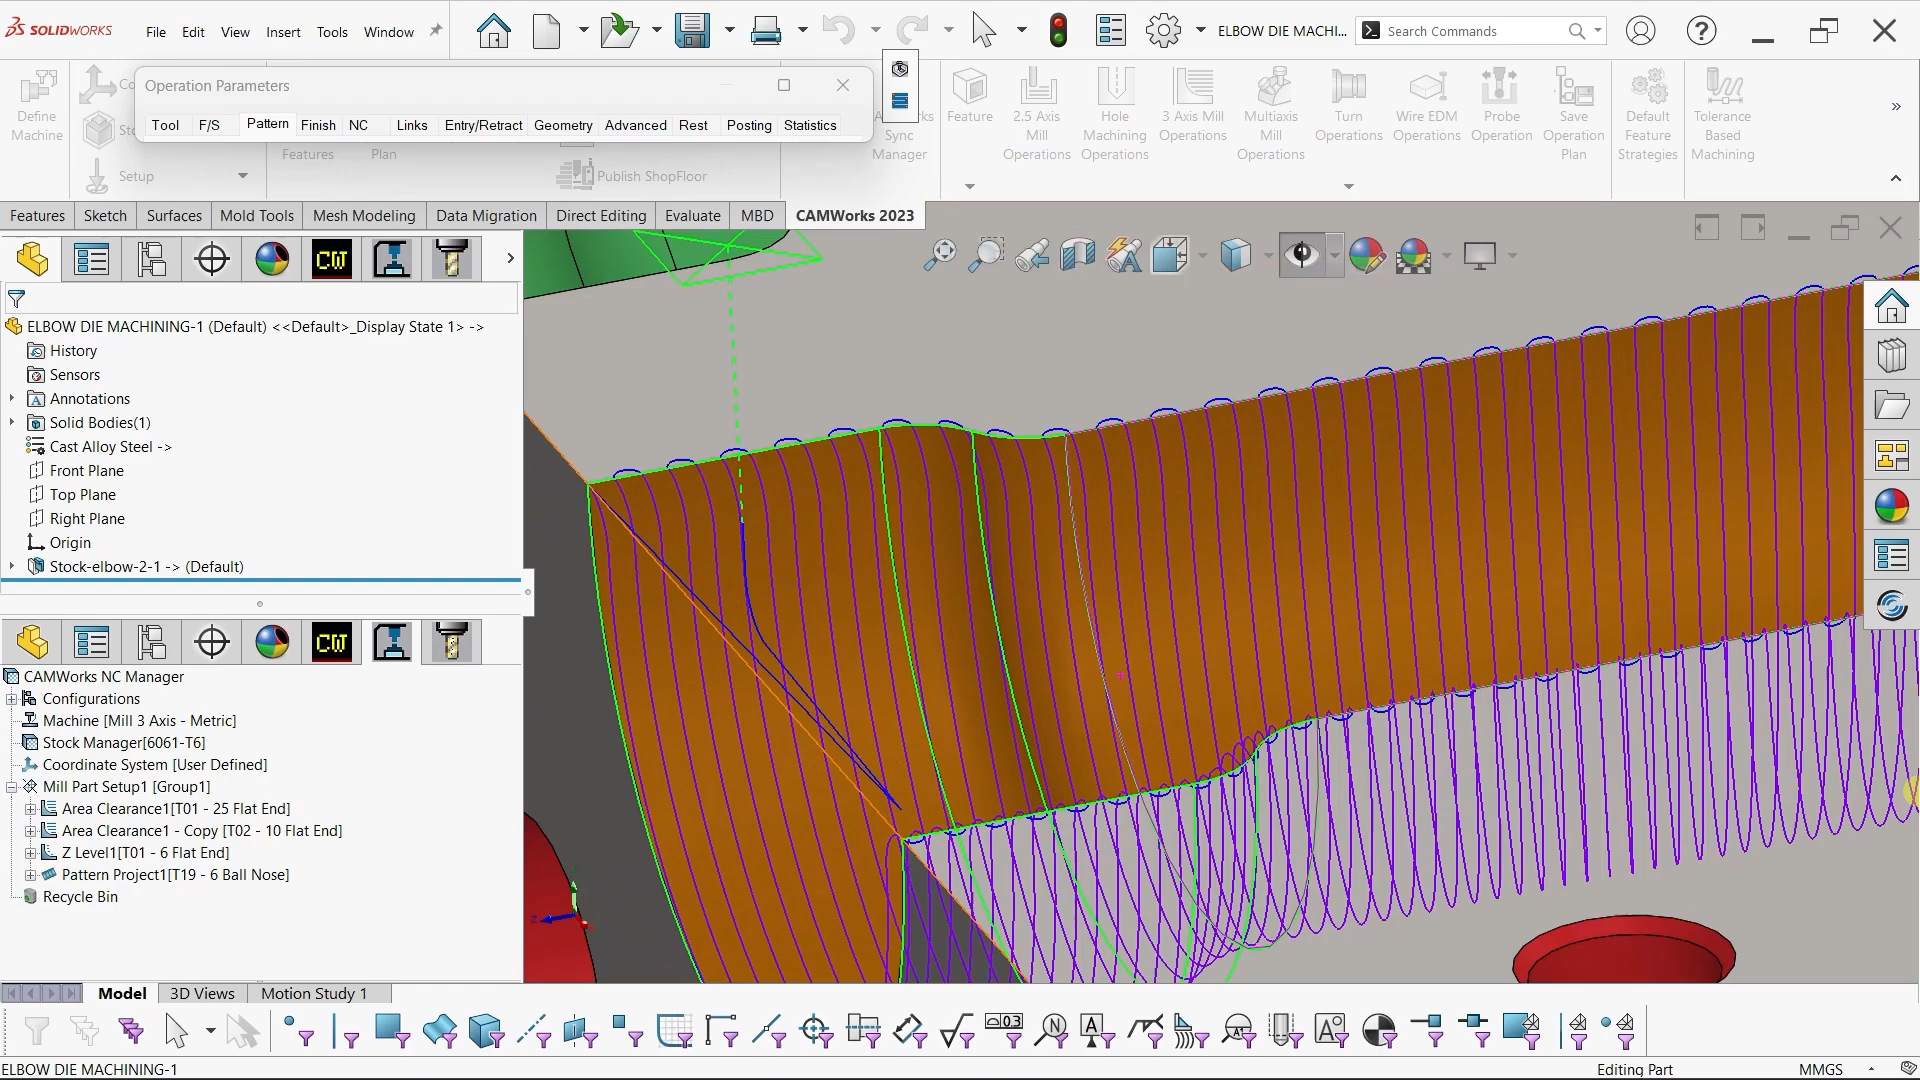 SOLIDWORKS
File Edit View Insert Tools Window
ELBOW DIE MACHI...
Search Commands
Operation Parameters
Tool F/S Pattern Finish NC Links Entry/Retract Geometry Advanced Rest Posting Statistics
Define Machine
Setup
Features
Plan
Publish ShopFloor
Sync Manager
Feature
2.5 Axis Mill Operations
Hole Machining Operations
3 Axis Mill Operations
Multiaxis Mill Operations
Turn Operations
Wire EDM Operations
Probe Operations
Save Operation Plan
Default Feature Strategies
Tolerance Based Machining
Features Sketch Surfaces Mold Tools Mesh Modeling Data Migration Direct Editing Evaluate MBD CAMWorks 2023
CW
ELBOW DIE MACHINING-1 (Default) <<Default>_Display State 1> ->
History
Sensors
Annotations
Solid Bodies(1)
Cast Alloy Steel ->
Front Plane
Top Plane
Right Plane
Origin
Stock-elbow-2-1 -> (Default)
CW
CAMWorks NC Manager
Configurations
Machine [Mill 3 Axis - Metric]
Stock Manager[6061-T6]
Coordinate System [User Defined]
Mill Part Setup1 [Group1]
Area Clearance1[T01 - 25 Flat End]
Area Clearance1 - Copy [T02 - 10 Flat End]
Z Level1[T01 - 6 Flat End]
Pattern Project1[T19 - 6 Ball Nose]
Recycle Bin
Model 3D Views Motion Study 1
ELBOW DIE MACHINING-1
Editing Part
MMGS